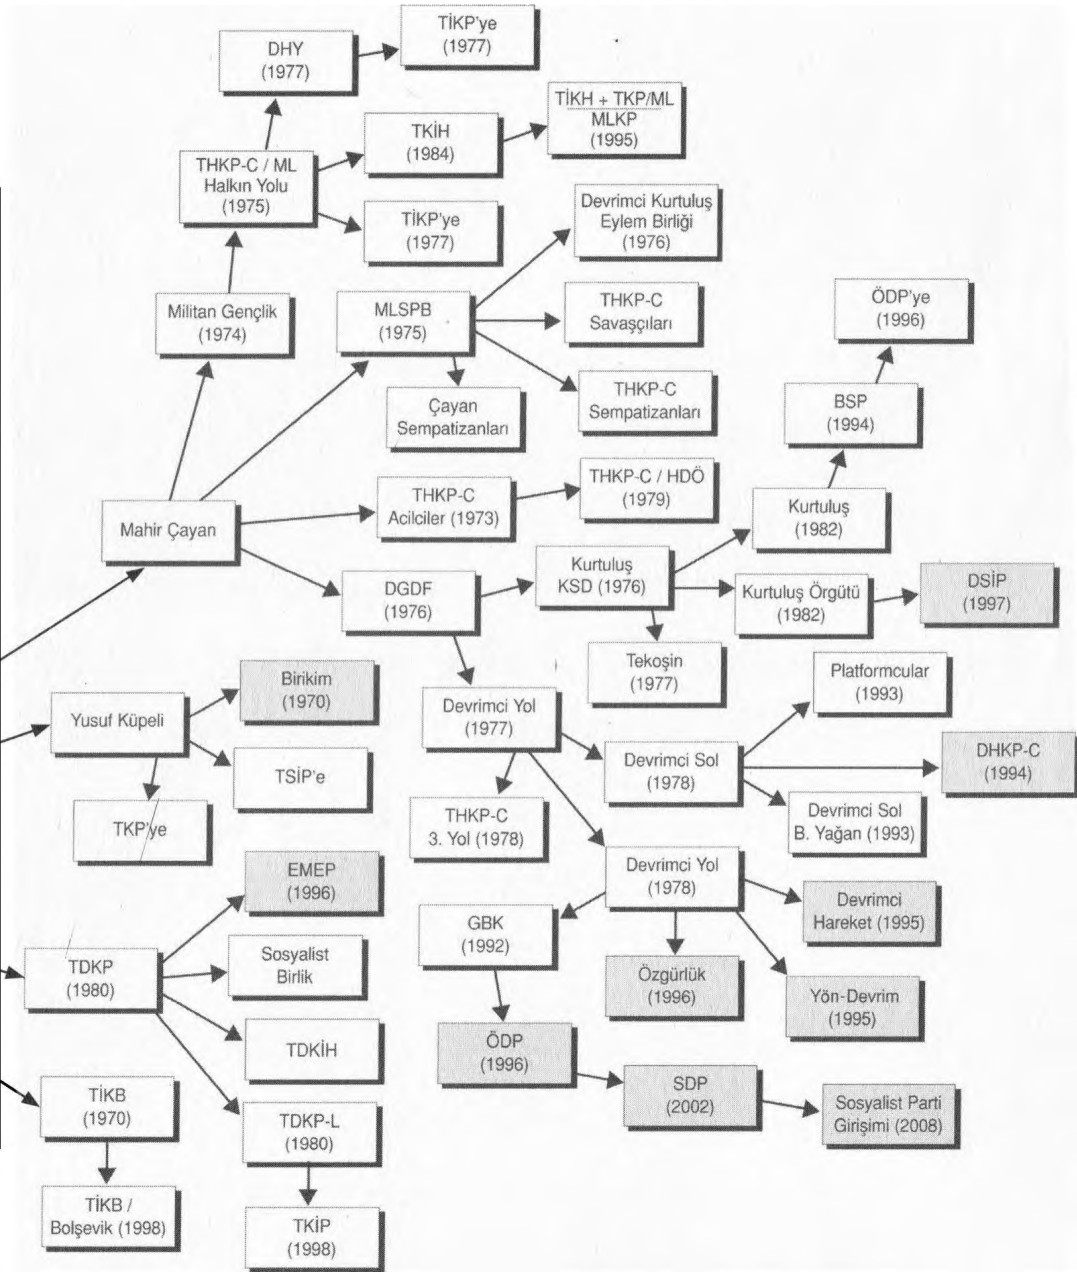 TİKP'ye
(1977)
DHY
(1977)
TİKH + TKP/ML
MLKP
(1995)
TKİH
(1984)
THKP-C / ML
Halkın Yolu
(1975)
TİKP'ye
(1977)
Devrimci Kurtuluş
Eylem Birliği
(1976)
Militan Gençlik
(1974)
MLSPB
(1975)
THKP-C
Savaşçıları
ÖDP'ye
(1996)
Çayan
Sempatizanları
THKP-C
Sempatizanları
BSP
(1994)
Mahir Çayan
THKP-C
Acilciler (1973)
THKP-C / HDÖ
(1979)
Kurtuluş
(1982)
DGDF
(1976)
Kurtuluş
KSD (1976)
Kurtuluş Örgütü
(1982)
DSİP
(1997)
Tekoşin
(1977)
Birikim
(1970)
Yusuf Küpeli
TSİP'e
TKP'ye
Devrimci Yol
(1977)
Platformcular
(1993)
Devrimci Sol
(1978)
DHKP-C
(1994)
THKP-C
3. Yol (1978)
Devrimci Sol
B. Yağan (1993)
Devrimci Yol
(1978)
Devrimci
Hareket (1995)
EMEP
(1996)
GBK
(1992)
Sosyalist
Birlik
TDKP
(1980)
Özgürlük
(1996)
Yön-Devrim
(1995)
TDKİH
ÖDP
(1996)
SDP
(2002)
Sosyalist Parti
Girişimi (2008)
TİKB
(1970)
TDKP-L
(1980)
TİKB /
Bolşevik (1998)
TKİP
(1998)